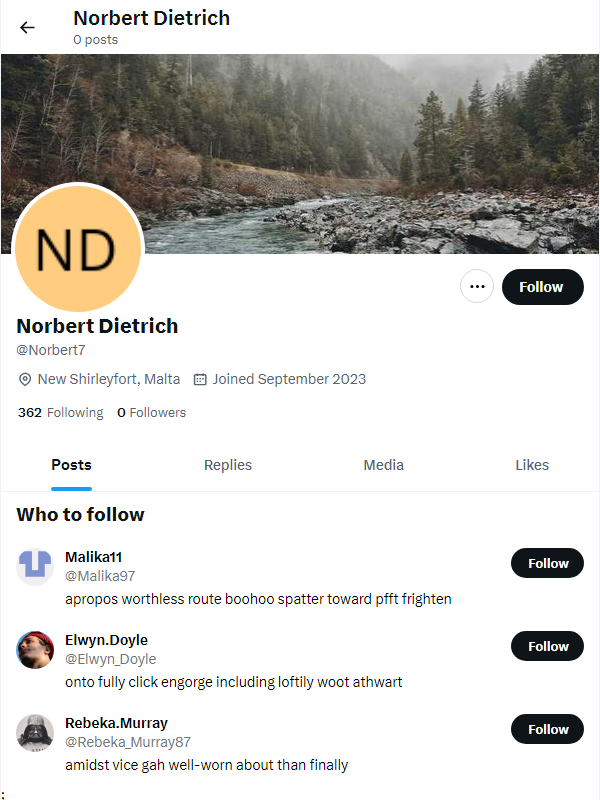 Norbert Dietrich
0 posts
ND
Follow
Norbert Dietrich
@Norbert7
New Shirleyfort, Malta Joined September 2023
362 Following 0 Followers
Posts Replies Media Likes
Who to follow
Malika11
@Malika97
Follow
apropos worthless route boohoo spatter toward pfft frighten
Elwyn.Doyle
@Elwyn_Doyle
Follow
onto fully click engorge including loftily woot athwart
Rebeka.Murray
@Rebeka_Murray87
Follow
amidst vice gah well-worn about than finally
;